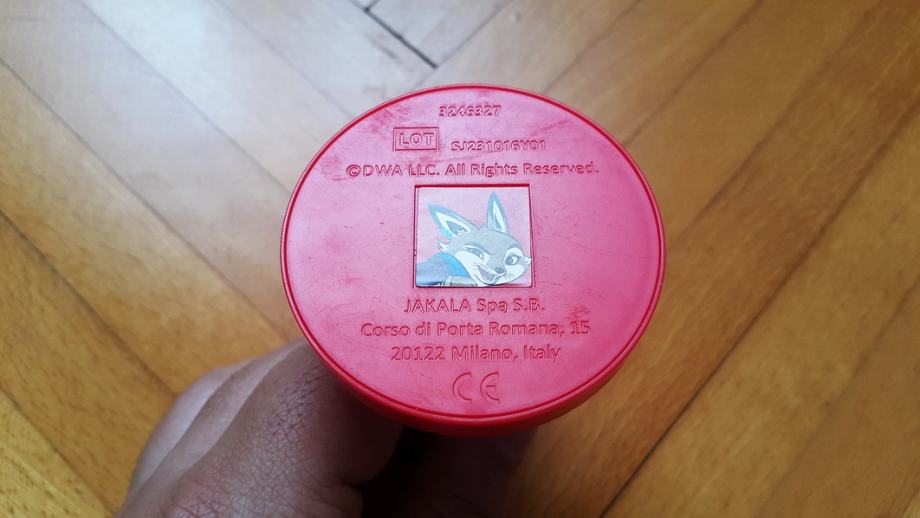 3246327
LOT SJ231016Y01
©DWA LLC. All Rights Reserved.
JAKALA Spa S.B.
Corso di Porta Romana, 15
20122 Milano, Italy
CE